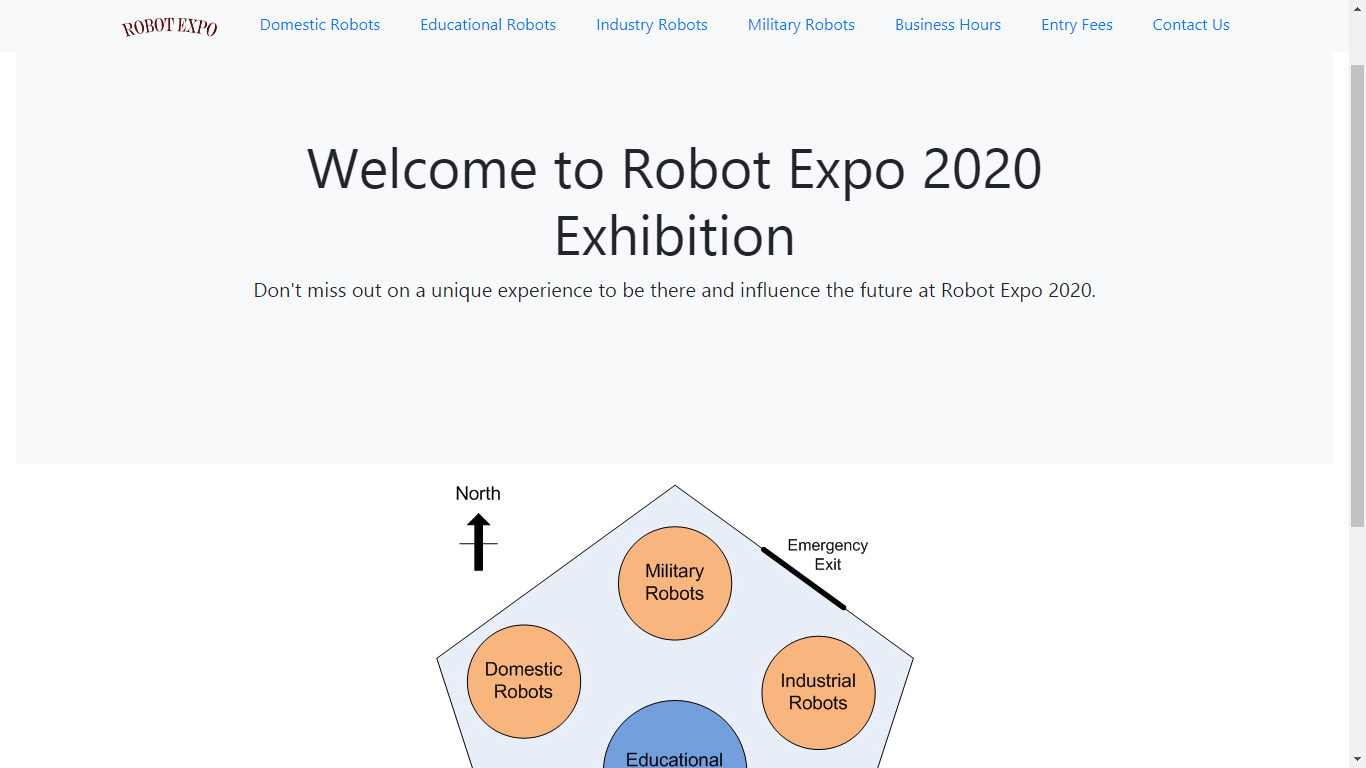 ROBOT EXPO Domestic Robots Educational Robots Industry Robots Military Robots Business Hours Entry Fees Contact Us
Welcome to Robot Expo 2020
Exhibition
Don't miss out on a unique experience to be there and influence the future at Robot Expo 2020.
North
Emergency
Exit
Military
Robots
Domestic
Robots
Industrial
Robots
Educational